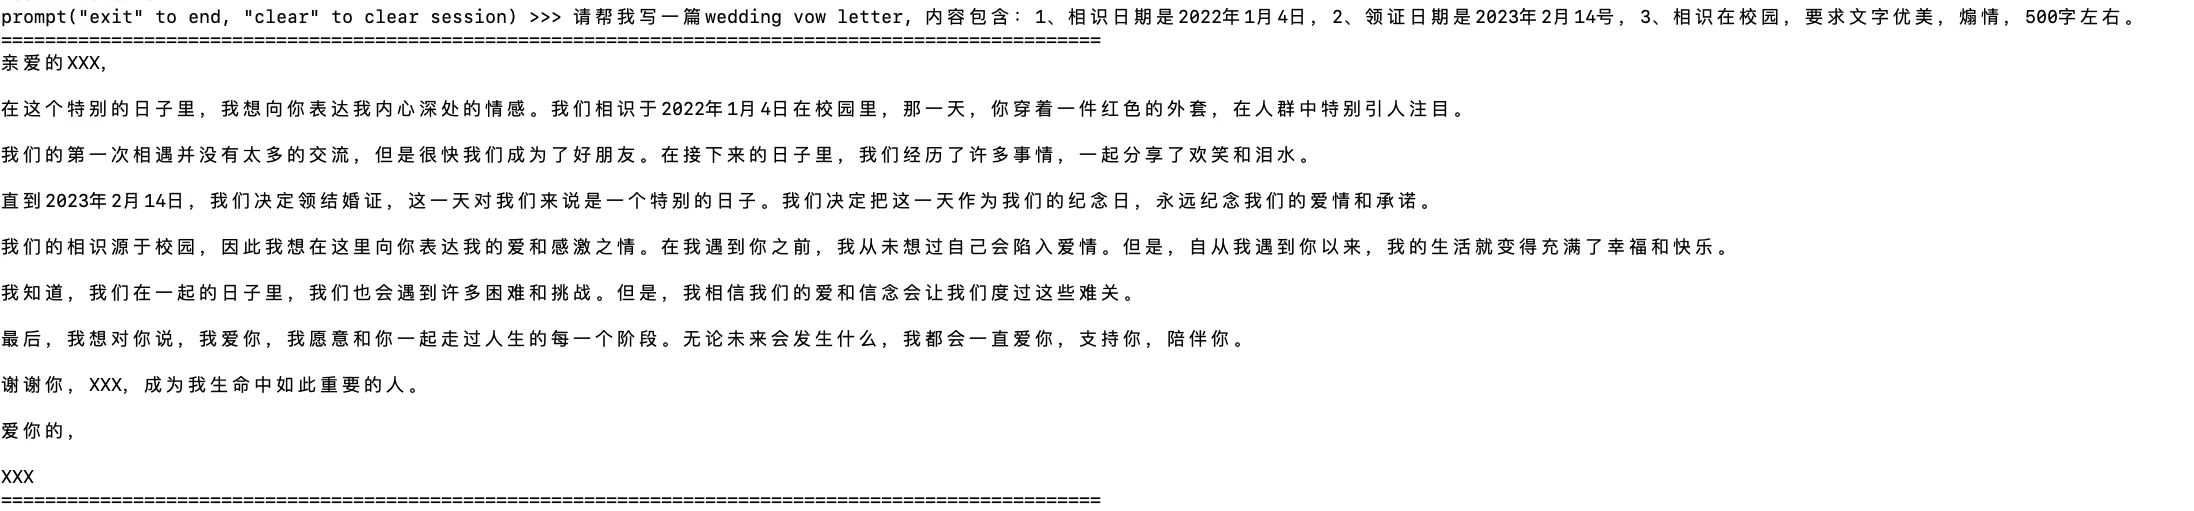 prompt("exit" to end, "clear" to clear session) >>> 请帮我写一篇wedding vow letter, 内容包含：1、相识日期是2022年1月4日，2、领证日期是2023年2月14号，3、相识在校园，要求文字优美，煽情，500字左右。
====================================================================================================
亲爱的XXX,
在这个特别的日子里，我想向你表达我内心深处的情感。我们相识于2022年1月4日在校园里，那一天，你穿着一件红色的外套，在人群中特别引人注目。
我们的第一次相遇并没有太多的交流，但是很快我们成为了好朋友。在接下来的日子里，我们经历了许多事情，一起分享了欢笑和泪水。
直到2023年2月14日，我们决定领结婚证，这一天对我们来说是一个特别的日子。我们决定把这一天作为我们的纪念日，永远纪念我们的爱情和承诺。
我们的相识源于校园，因此我想在这里向你表达我的爱和感激之情。在我遇到你之前，我从未想过自己会陷入爱情。但是，自从我遇到你以来，我的生活就变得充满了幸福和快乐。
我知道，我们在一起的日子里，我们也会遇到许多困难和挑战。但是，我相信我们的爱和信念会让我们度过这些难关。
最后，我想对你说，我爱你，我愿意和你一起走过人生的每一个阶段。无论未来会发生什么，我都会一直爱你，支持你，陪伴你。
谢谢你，XXX，成为我生命中如此重要的人。
爱你的，
XXX
====================================================================================================